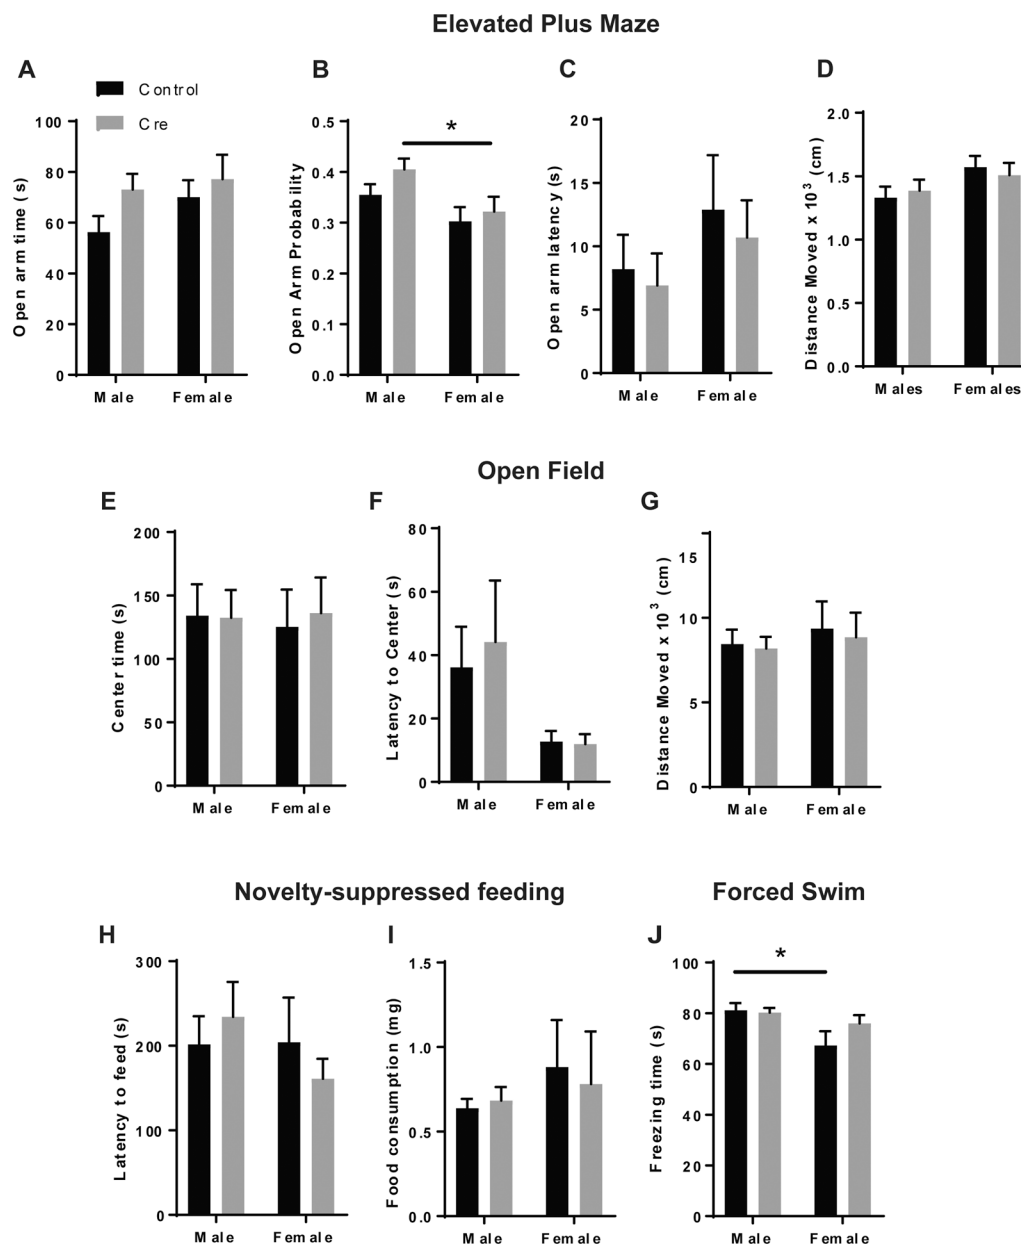 Elevated Plus Maze
A
B
C
D
Control
Cre
Open arm time (s)
100
80
60
40
20
0
Male
Female
Open Arm Probability
0.5
0.4
0.3
0.2
0.1
0.0
*
Male
Female
Open arm latency (s)
20
15
10
5
0
Male
Female
Distance Moved x 10³ (cm)
2.0
1.5
1.0
0.5
0.0
Males
Females
Open Field
E
F
G
Center time (s)
200
150
100
50
0
Male
Female
Latency to Center (s)
80
60
40
20
0
Male
Female
Distance Moved x 10³ (cm)
15
10
5
0
Male
Female
Novelty-suppressed feeding
Forced Swim
H
I
J
Latency to feed (s)
300
200
100
0
Male
Female
Food consumption (mg)
1.5
1.0
0.5
0.0
Male
Female
Freezing time (s)
100
80
60
40
20
0
*
Male
Female